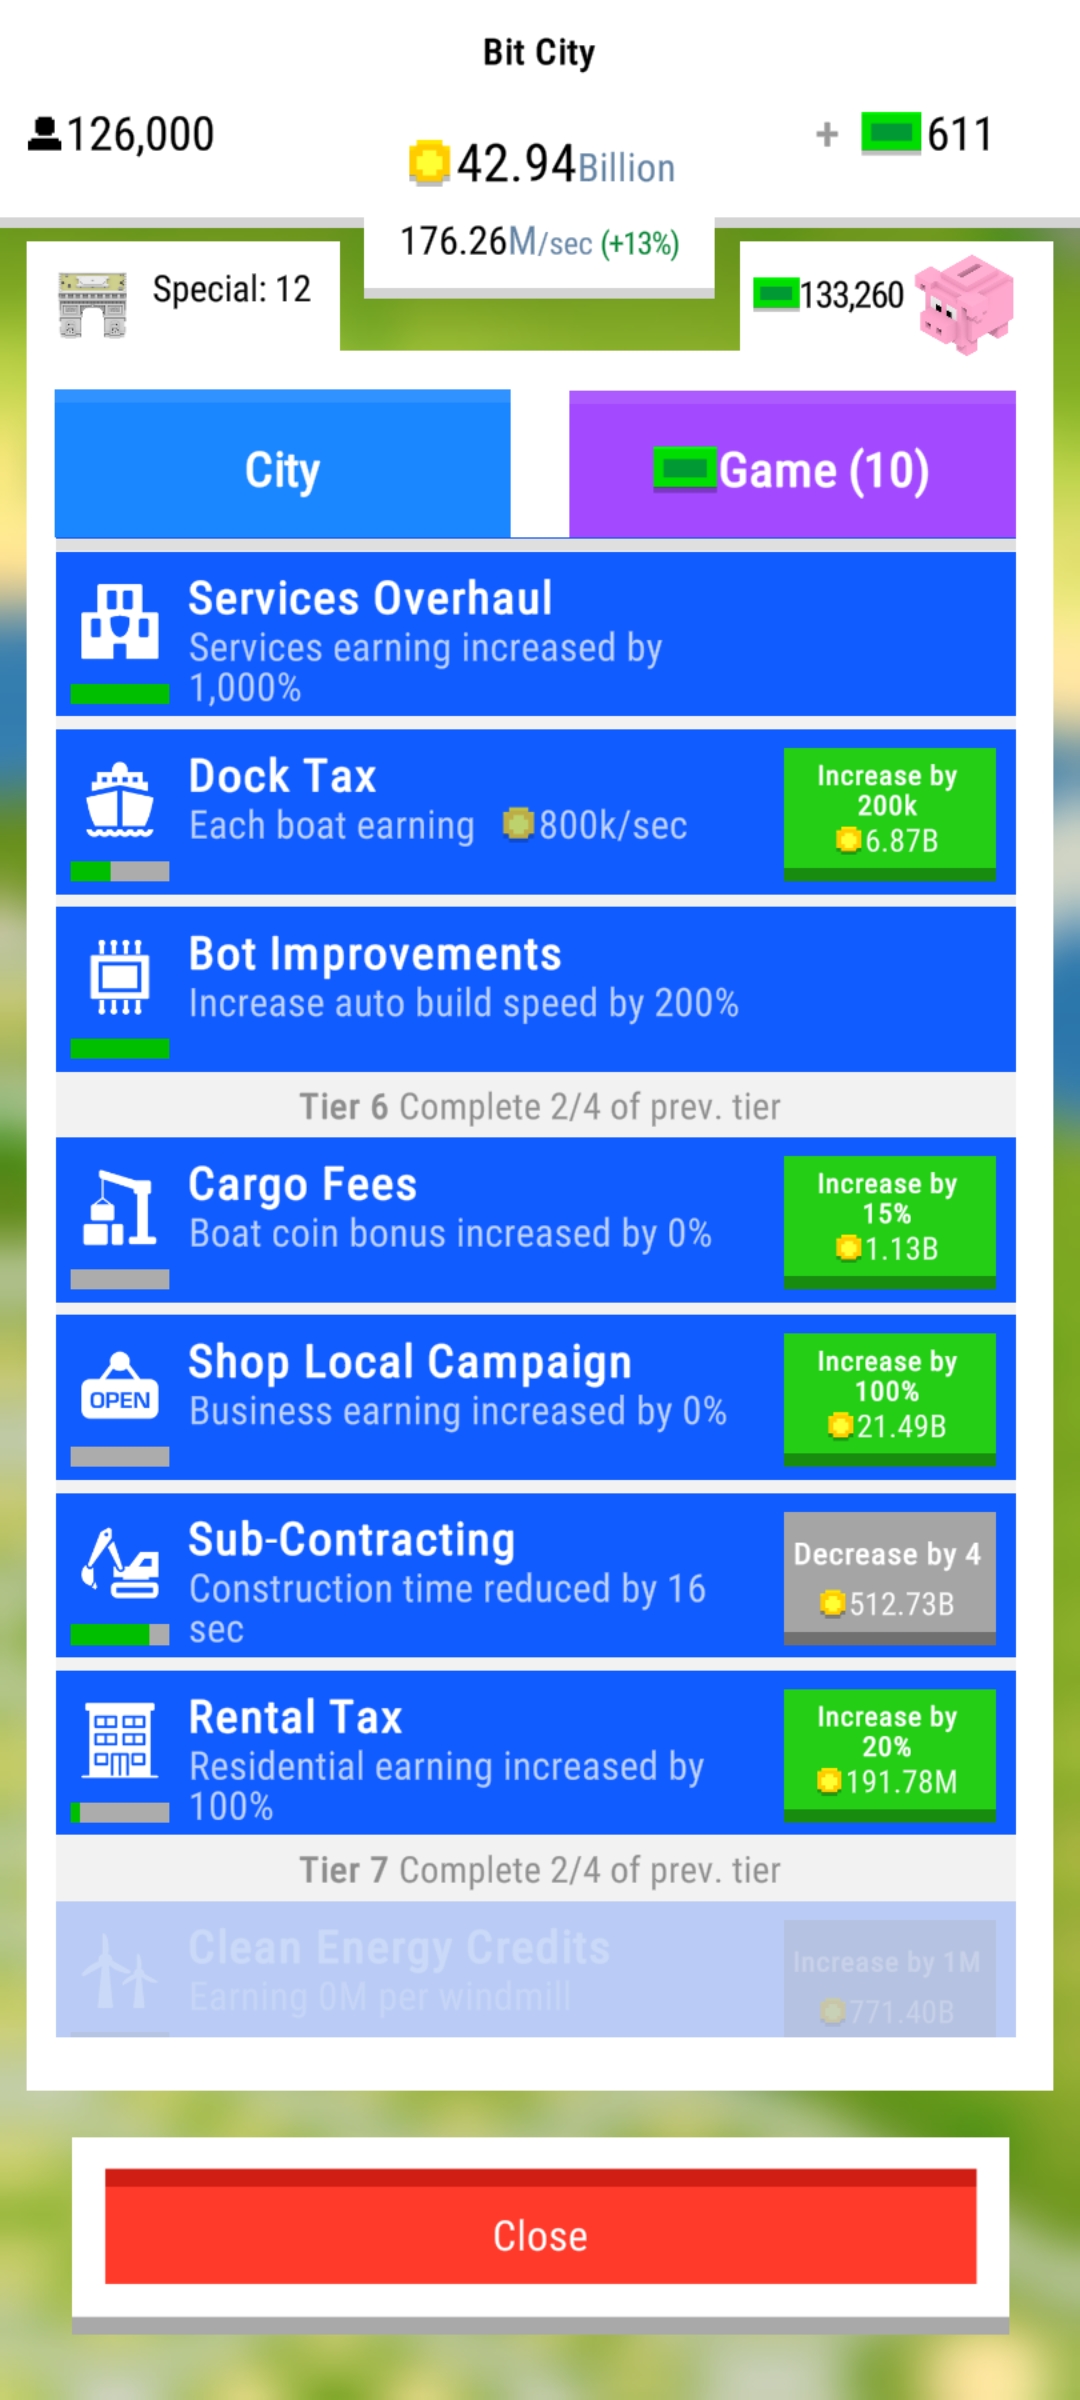 Bit City
126,000
42.94Billion
+ 611
176.26M/sec (+13%)
Special: 12
133,260
City
Game (10)
Services Overhaul
Services earning increased by
1,000%
Dock Tax
Each boat earning 800k/sec
Increase by
200k
6.87B
Bot Improvements
Increase auto build speed by 200%
Tier 6 Complete 2/4 of prev. tier
Cargo Fees
Boat coin bonus increased by 0%
Increase by
15%
1.13B
OPEN
Shop Local Campaign
Business earning increased by 0%
Increase by
100%
21.49B
Sub-Contracting
Construction time reduced by 16
sec
Decrease by 4
512.73B
Rental Tax
Residential earning increased by
100%
Increase by
20%
191.78M
Tier 7 Complete 2/4 of prev. tier
Clean Energy Credits
Earning 0M per windmill
Increase by 1M
771.40B
Close